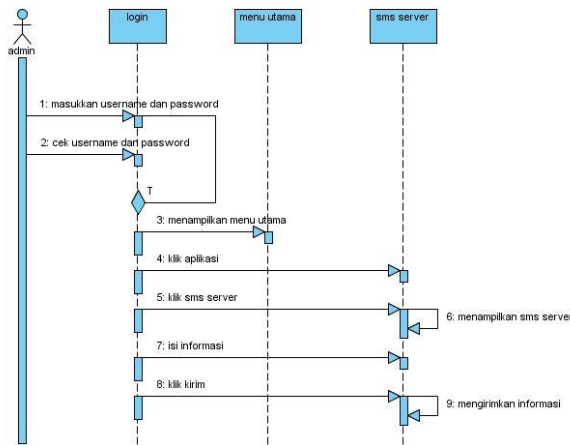 login
menu utama
sms server
admin
1: masukkan username dan password
2: cek username dan password
T
3: menampilkan menu utama
4: klik aplikasi
5: klik sms server
6: menampilkan sms server
7: isi informasi
8: klik kirim
9: mengirimkan informasi